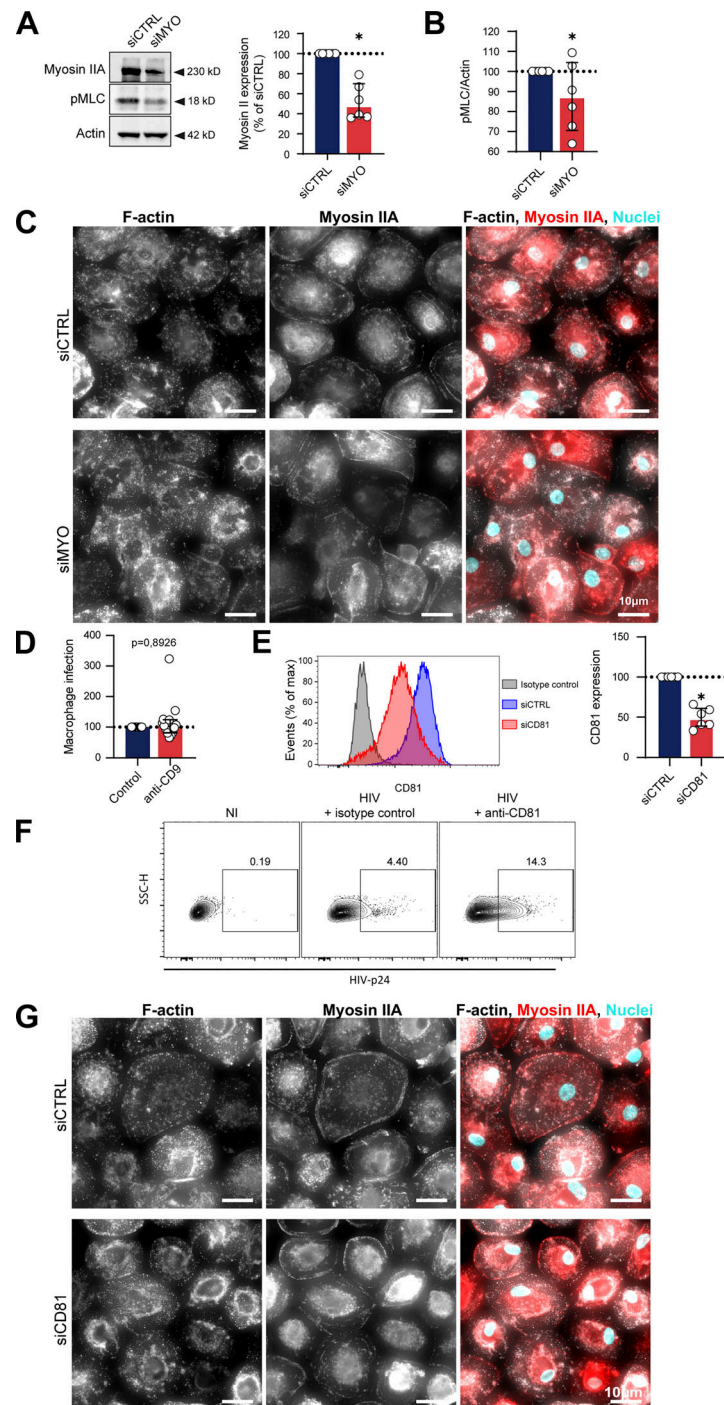 A
siCTRL
siMYO
Myosin IIA
230 kD
pMLC
18 kD
Actin
42 kD
Myosin II expression
(% of siCTRL)
120
100
80
60
40
20
0
*
siCTRL
siMYO
B
pMLC/Actin
120
110
100
90
80
70
60
*
siCTRL
siMYO
C
F-actin
Myosin IIA
F-actin, Myosin IIA, Nuclei
siCTRL
siMYO
10µm
D
Macrophage infection
400
300
200
100
0
p=0,8926
Control
anti-CD9
E
Events (% of max)
100
80
60
40
20
0
CD81
Isotype control
siCTRL
siCD81
CD81 expression
100
75
50
25
0
*
siCTRL
siCD81
F
NI
HIV
+ isotype control
HIV
+ anti-CD81
SSC-H
0.19
4.40
14.3
HIV-p24
G
F-actin
Myosin IIA
F-actin, Myosin IIA, Nuclei
siCTRL
siCD81
10µm